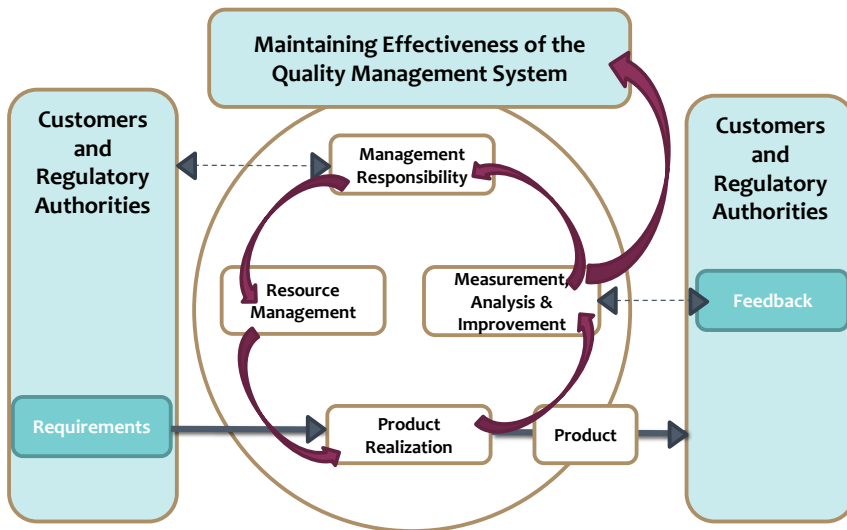 Maintaining Effectiveness of the
Quality Management System
Customers
and
Regulatory
Authorities
Requirements
Management
Responsibility
Resource
Management
Measurement,
Analysis &
Improvement
Product
Realization
Product
Customers
and
Regulatory
Authorities
Feedback